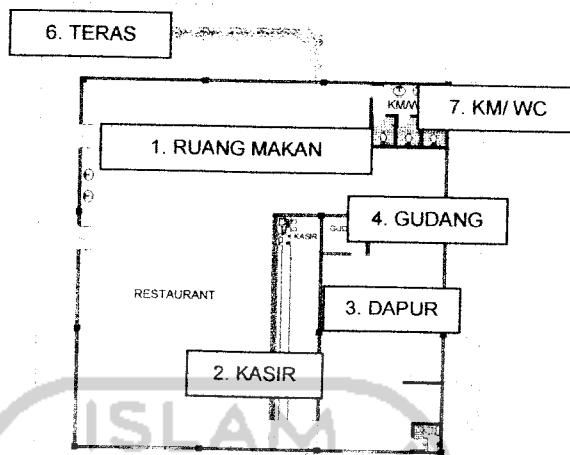 6. TERAS
KM/W
7. KM/ WC
1. RUANG MAKAN
4. GUDANG
KASIR
GUD
RESTAURANT
3. DAPUR
2. KASIR
ISLAM